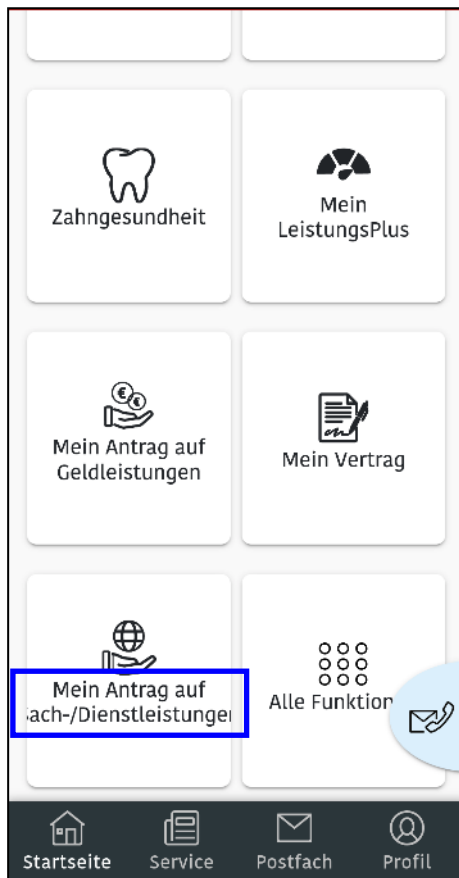 Zahngesundheit
Mein
LeistungsPlus
Mein Antrag auf
Geldleistungen
Mein Vertrag
Mein Antrag auf
ach-/Dienstleistunge
Alle Funktion
Startseite
Service
Postfach
Profil